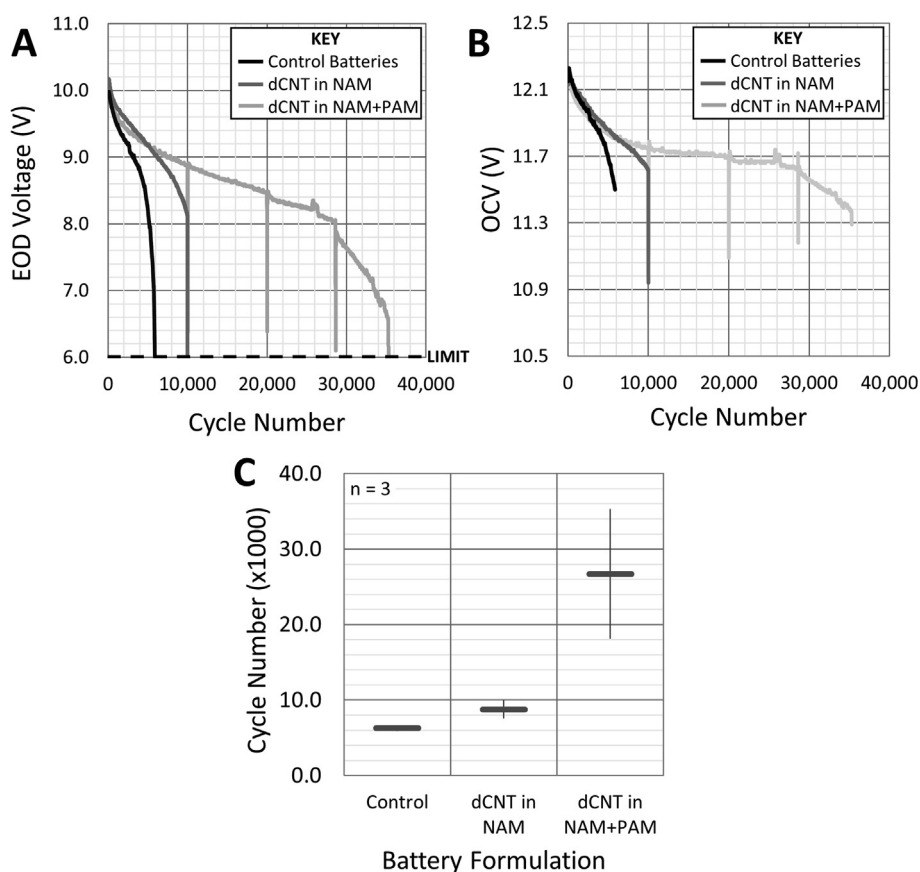 A
KEY
Control Batteries
dCNT in NAM
dCNT in NAM+PAM
EOD Voltage (V)
11.0
10.0
9.0
8.0
7.0
6.0
LIMIT
0
10,000
20,000
30,000
40,000
Cycle Number
B
KEY
Control Batteries
dCNT in NAM
dCNT in NAM+PAM
OCV (V)
12.5
12.1
11.7
11.3
10.9
10.5
0
10,000
20,000
30,000
40,000
Cycle Number
C
n = 3
Cycle Number (x1000)
40.0
30.0
20.0
10.0
0.0
Control
dCNT in
NAM
dCNT in
NAM+PAM
Battery Formulation